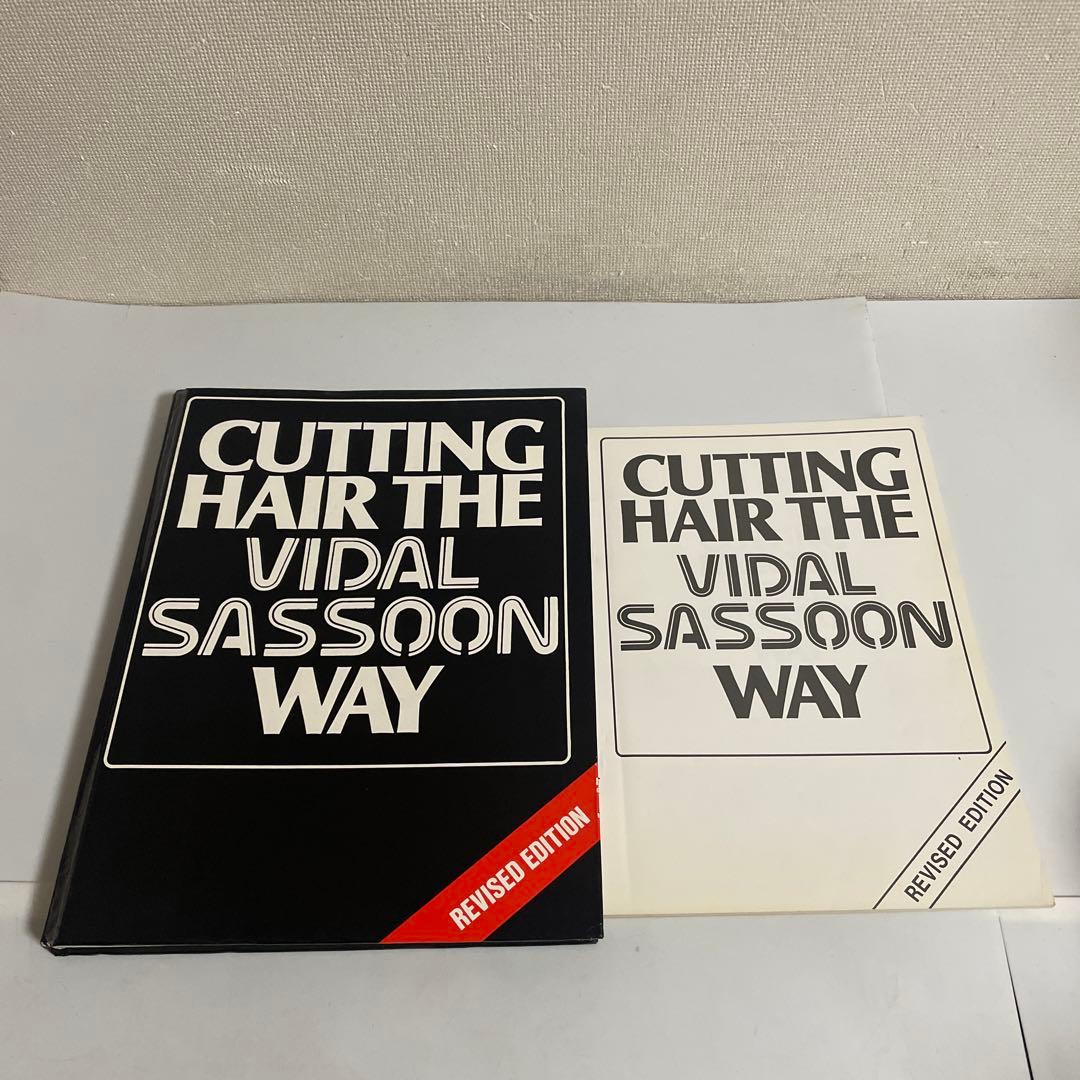 CUTTING
HAIR THE
VIDAL
SASSOON
WAY
REVISED EDITION
CUTTING
HAIR THE
VIDAL
SASSOON
WAY
REVISED EDITION